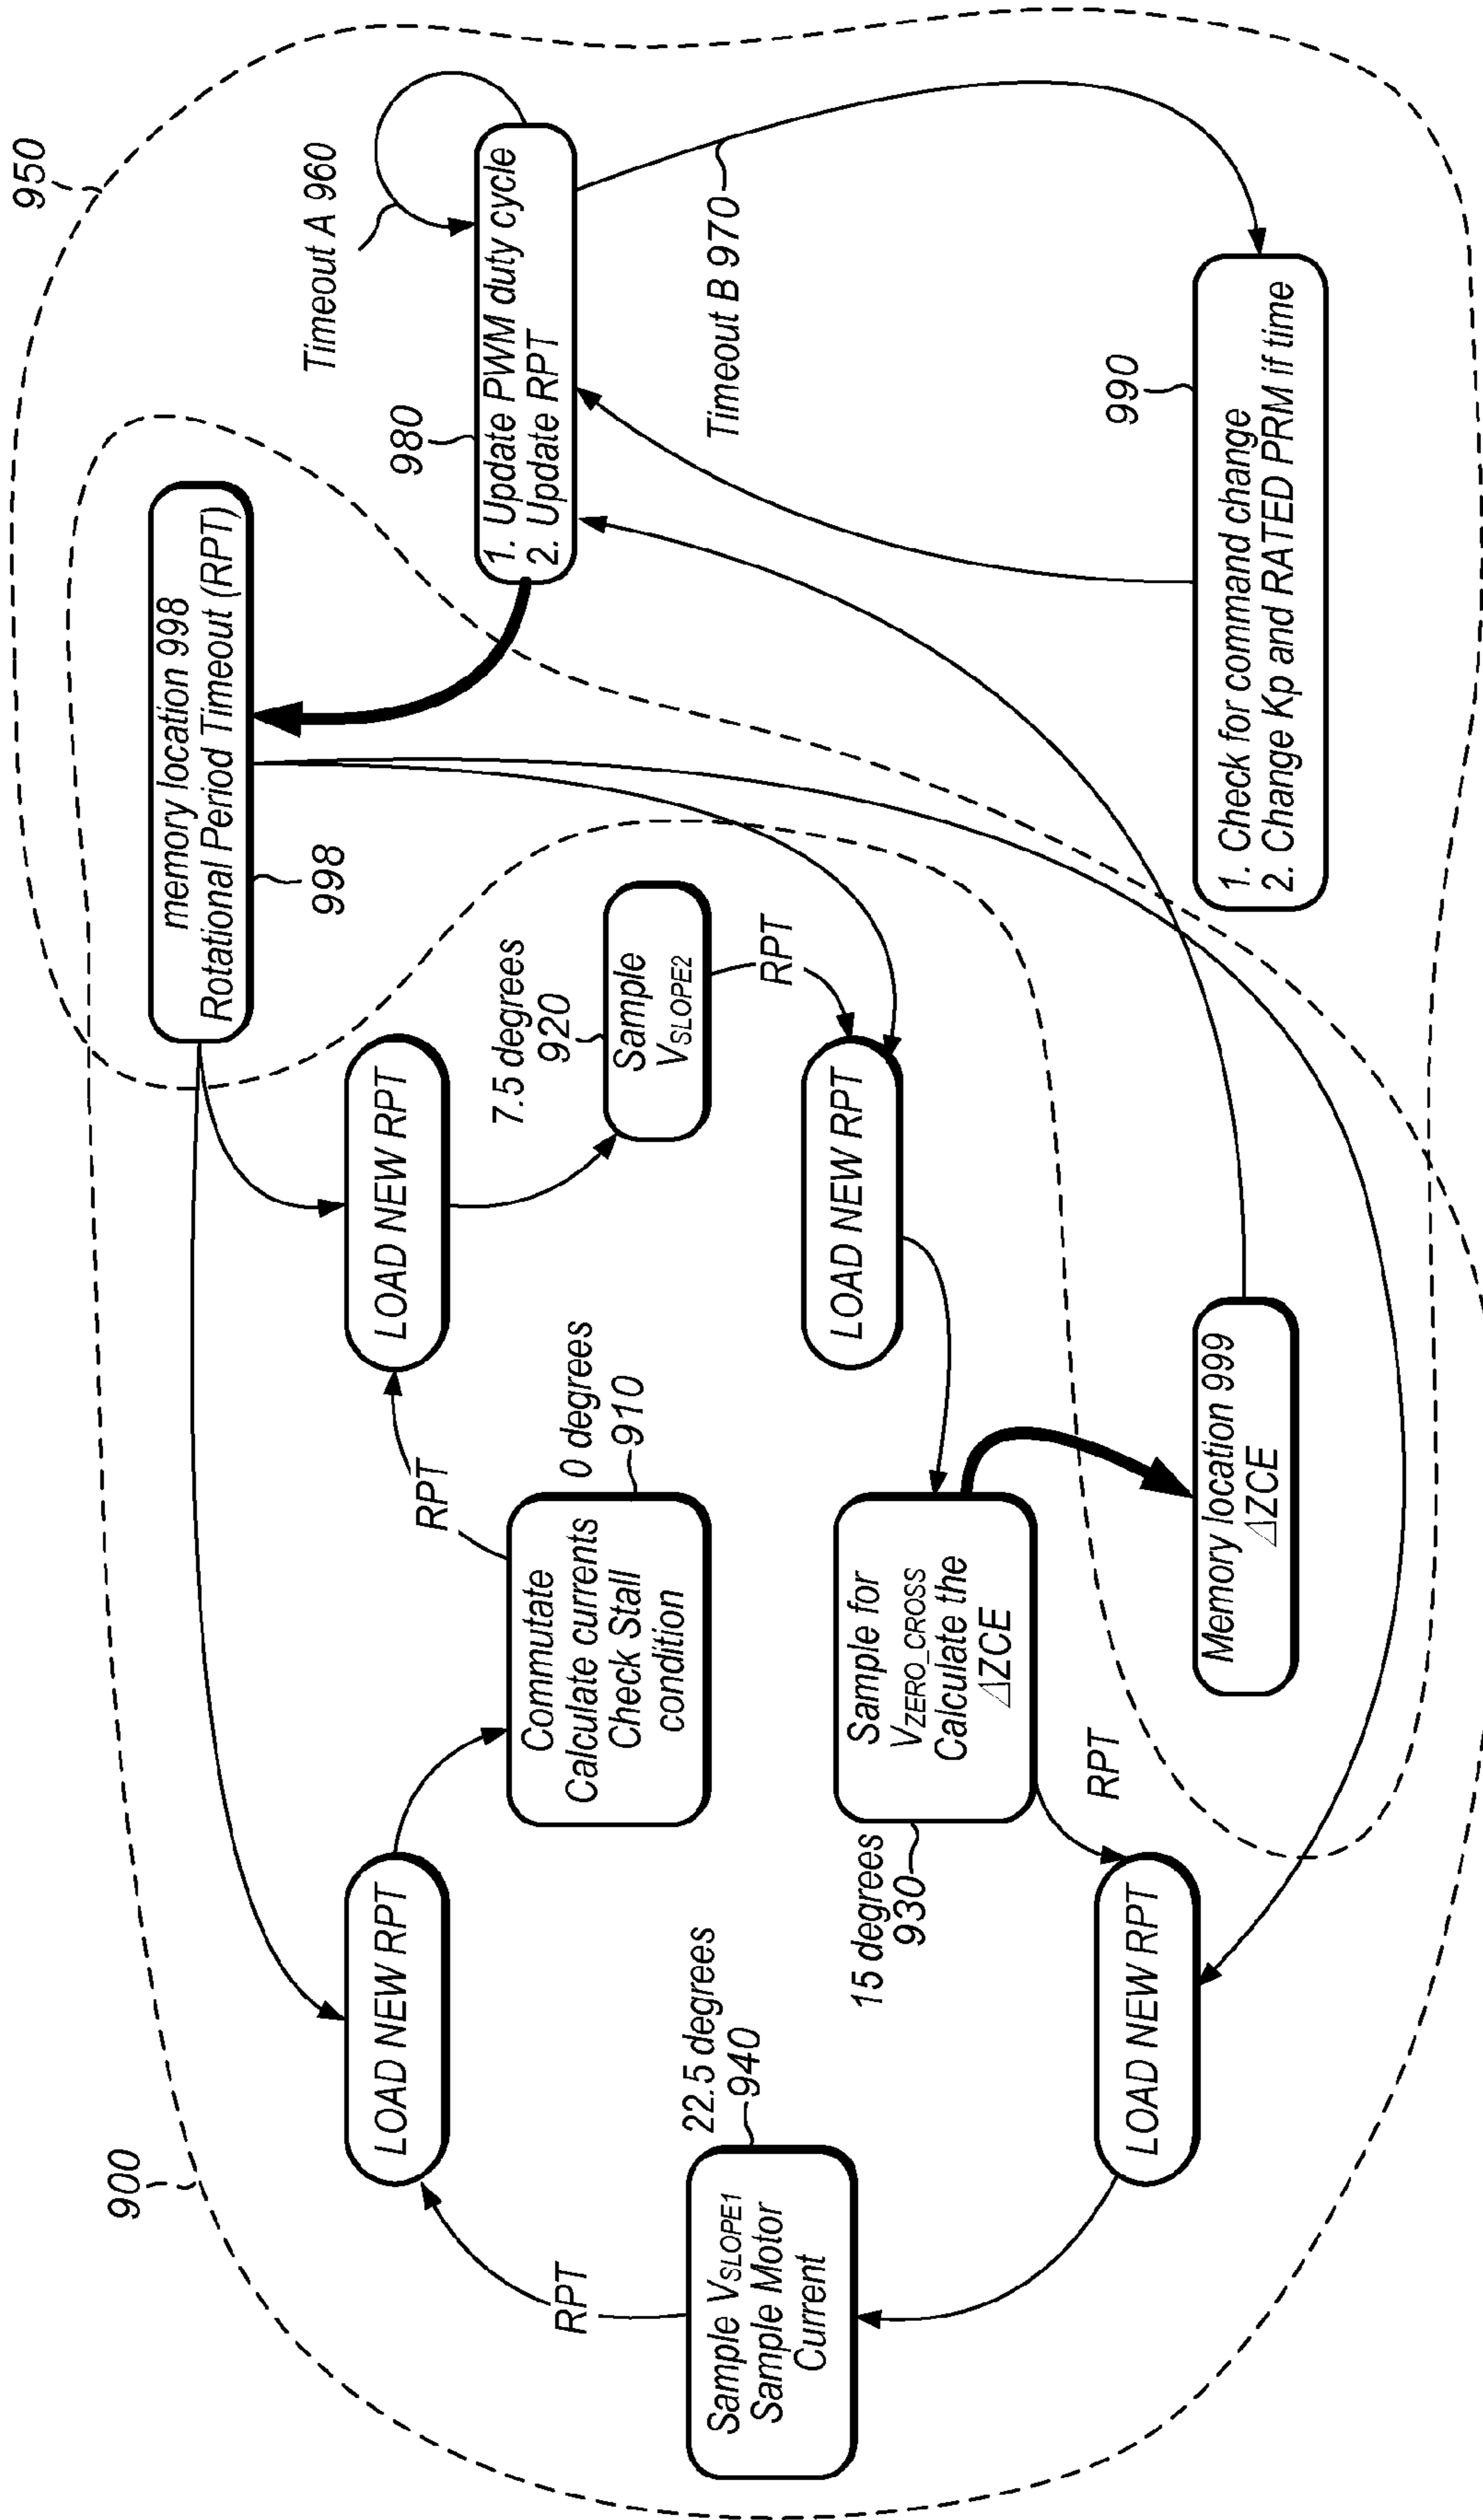 900
950
memory location 998
Rotational Period Timeout (RPT)
998
Timeout A 960
980
1. Update PWM duty cycle
2. Update RPT
Timeout B 970
990
1. Check for command change
2. Change Kp and RATED PRM if time
LOAD NEW RPT
RPT
LOAD NEW RPT
7.5 degrees
920
Sample
VSLOPE2
RPT
LOAD NEW RPT
0 degrees
910
Commutate
Calculate currents
Check Stall
condition
RPT
22.5 degrees
940
Sample VSLOPE1
Sample Motor
Current
15 degrees
930
Sample for
VZERO_CROSS
Calculate the
ΔZCE
RPT
LOAD NEW RPT
Memory location 999
ΔZCE